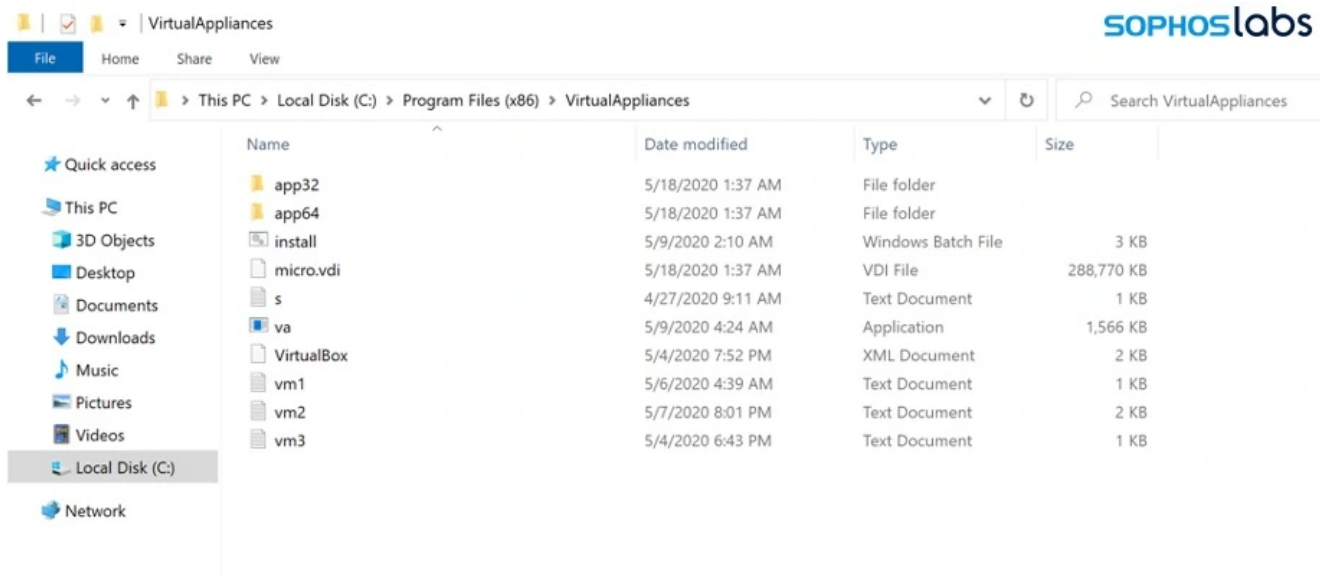 VirtualAppliances
SOPHOSlabs
File Home Share View
This PC > Local Disk (C:) > Program Files (x86) > VirtualAppliances
Search VirtualAppliances
Name Date modified Type Size
Quick access
This PC
3D Objects
Desktop
Documents
Downloads
Music
Pictures
Videos
Local Disk (C:)
Network
app32 5/18/2020 1:37 AM File folder
app64 5/18/2020 1:37 AM File folder
install 5/9/2020 2:10 AM Windows Batch File 3 KB
micro.vdi 5/18/2020 1:37 AM VDI File 288,770 KB
s 4/27/2020 9:11 AM Text Document 1 KB
va 5/9/2020 4:24 AM Application 1,566 KB
VirtualBox 5/4/2020 7:52 PM XML Document 2 KB
vm1 5/6/2020 4:39 AM Text Document 1 KB
vm2 5/7/2020 8:01 PM Text Document 2 KB
vm3 5/4/2020 6:43 PM Text Document 1 KB